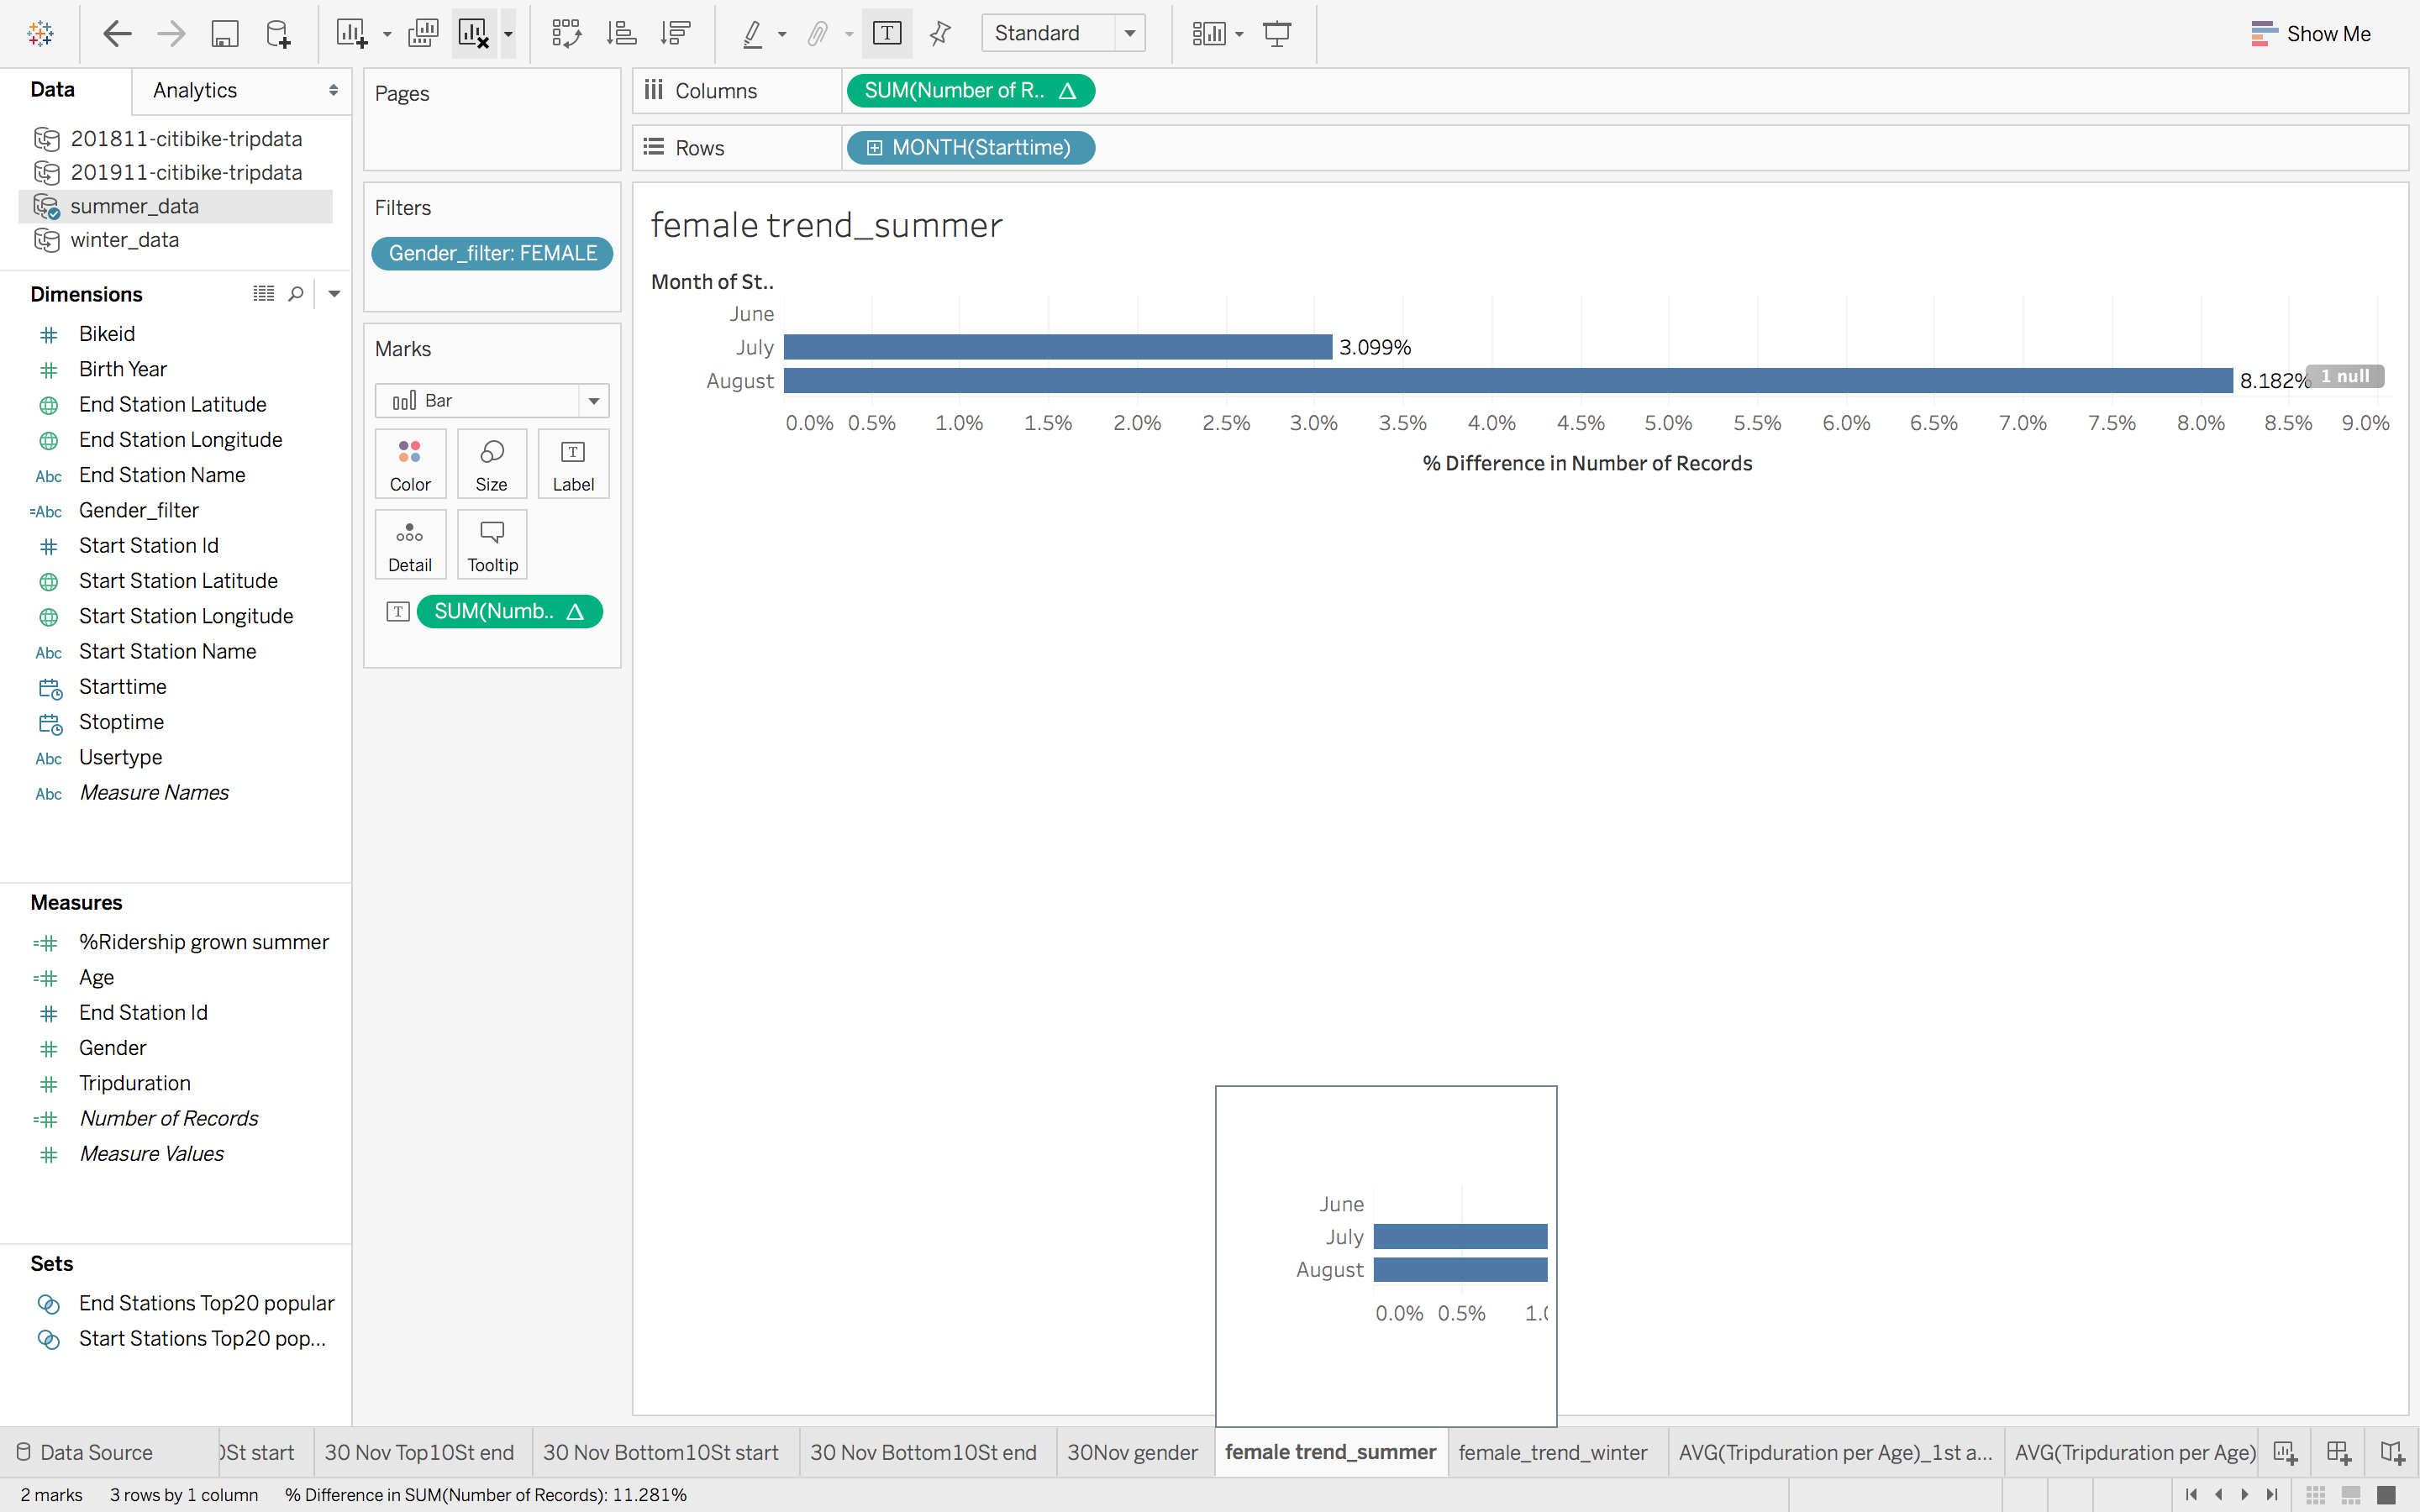 Standard
Show Me
Data
Analytics
201811-citibike-tripdata
201911-citibike-tripdata
summer_data
winter_data
Dimensions
Bikeid
Birth Year
End Station Latitude
End Station Longitude
Abc End Station Name
=Abc Gender_filter
Start Station Id
Start Station Latitude
Start Station Longitude
Abc Start Station Name
Starttime
Stoptime
Abc Usertype
Abc Measure Names
Measures
%Ridership grown summer
Age
End Station Id
Gender
Tripduration
Number of Records
Measure Values
Sets
End Stations Top20 popular
Start Stations Top20 pop...
Pages
Filters
Gender_filter: FEMALE
Marks
Bar
Color Size Label
Detail Tooltip
SUM(Numb..
Columns
SUM(Number of R..
Rows
MONTH(Starttime)
female trend_summer
Month of St..
June
July 3.099%
August 8.182% 1 null
0.0% 0.5% 1.0% 1.5% 2.0% 2.5% 3.0% 3.5% 4.0% 4.5% 5.0% 5.5% 6.0% 6.5% 7.0% 7.5% 8.0% 8.5% 9.0%
% Difference in Number of Records
June
July
August
0.0% 0.5%
Data Source
St start
30 Nov Top10St end
30 Nov Bottom10St start
30 Nov Bottom10St end
30Nov gender
female trend_summer
female_trend_winter
AVG(Tripduration per Age)_1st a...
AVG(Tripduration per Age)
2 marks 3 rows by 1 column % Difference in SUM(Number of Records): 11.281%